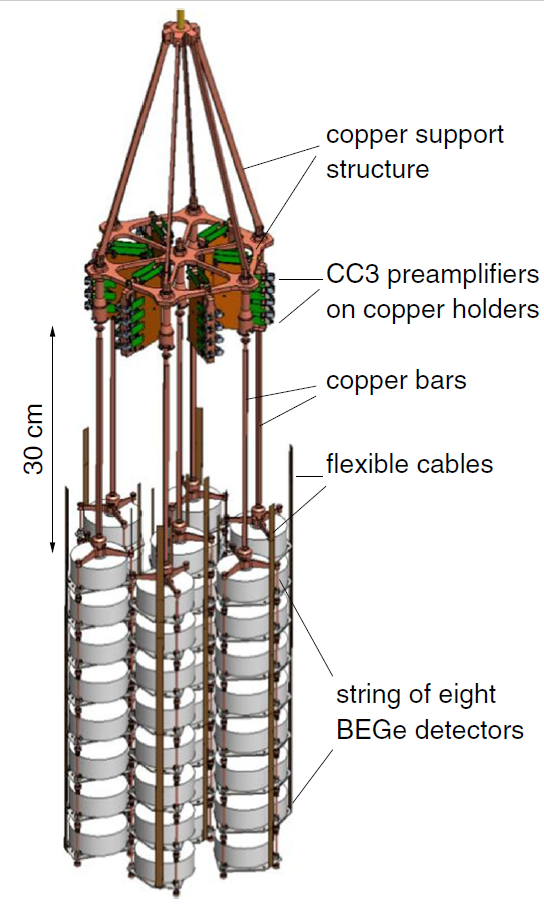 copper support
structure
CC3 preamplifiers
on copper holders
copper bars
30 cm
flexible cables
string of eight
BEGe detectors